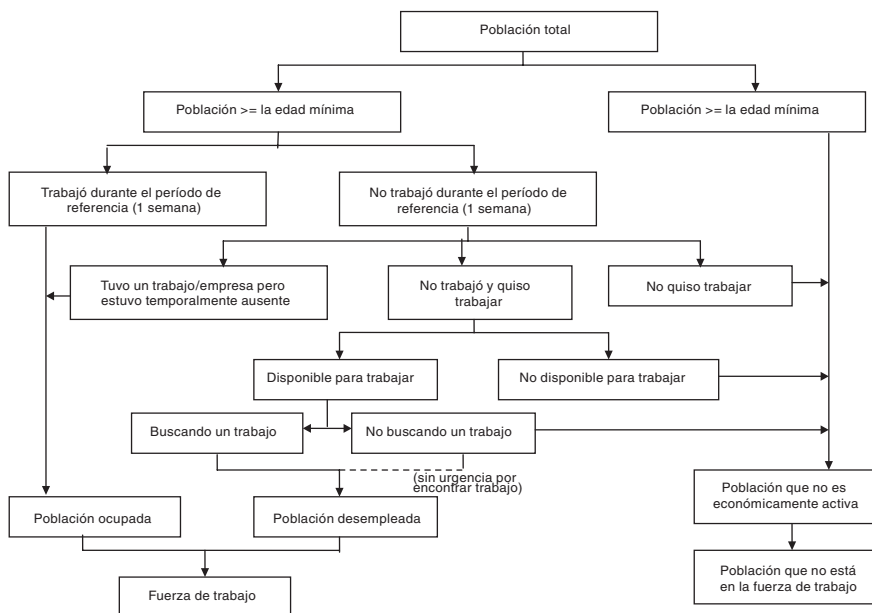 Población total
Población >= la edad mínima
Población >= la edad mínima
Trabajó durante el período de
referencia (1 semana)
No trabajó durante el período de
referencia (1 semana)
Tuvo un trabajo/empresa pero
estuvo temporalmente ausente
No trabajó y quiso
trabajar
No quiso trabajar
Disponible para trabajar
No disponible para trabajar
Buscando un trabajo
No buscando un trabajo
(sin urgencia por
encontrar trabajo)
Población ocupada
Población desempleada
Población que no es
económicamente activa
Fuerza de trabajo
Población que no está
en la fuerza de trabajo